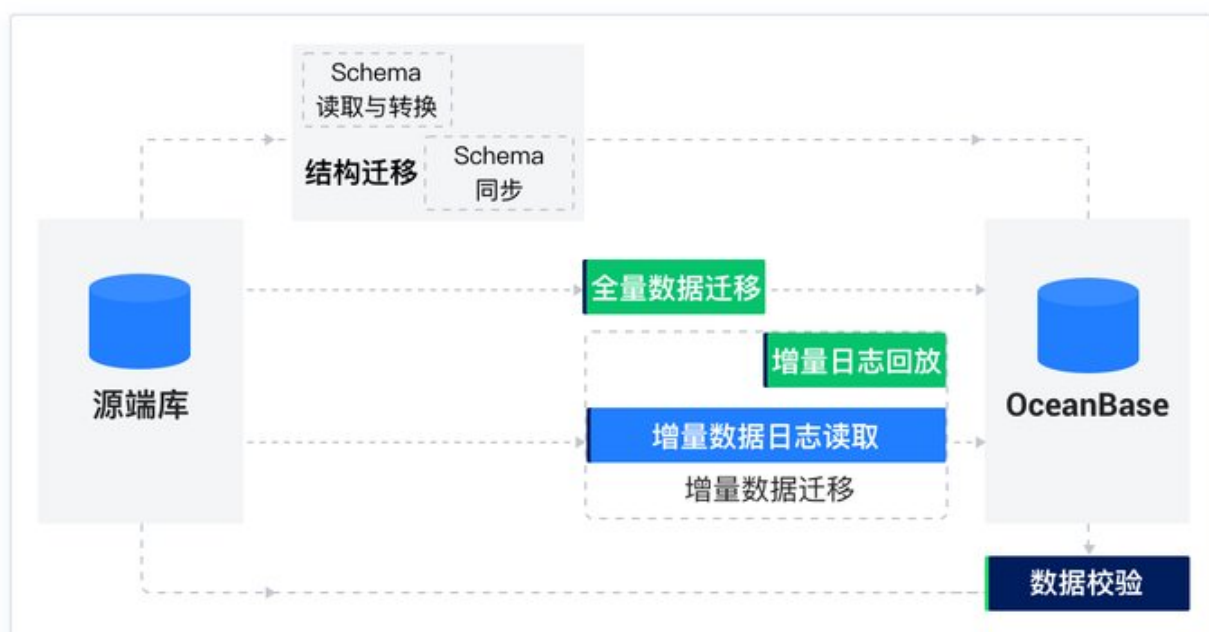 Schema
读取与转换
结构迁移
Schema
同步
全量数据迁移
增量日志回放
源端库
OceanBase
增量数据日志读取
增量数据迁移
数据校验